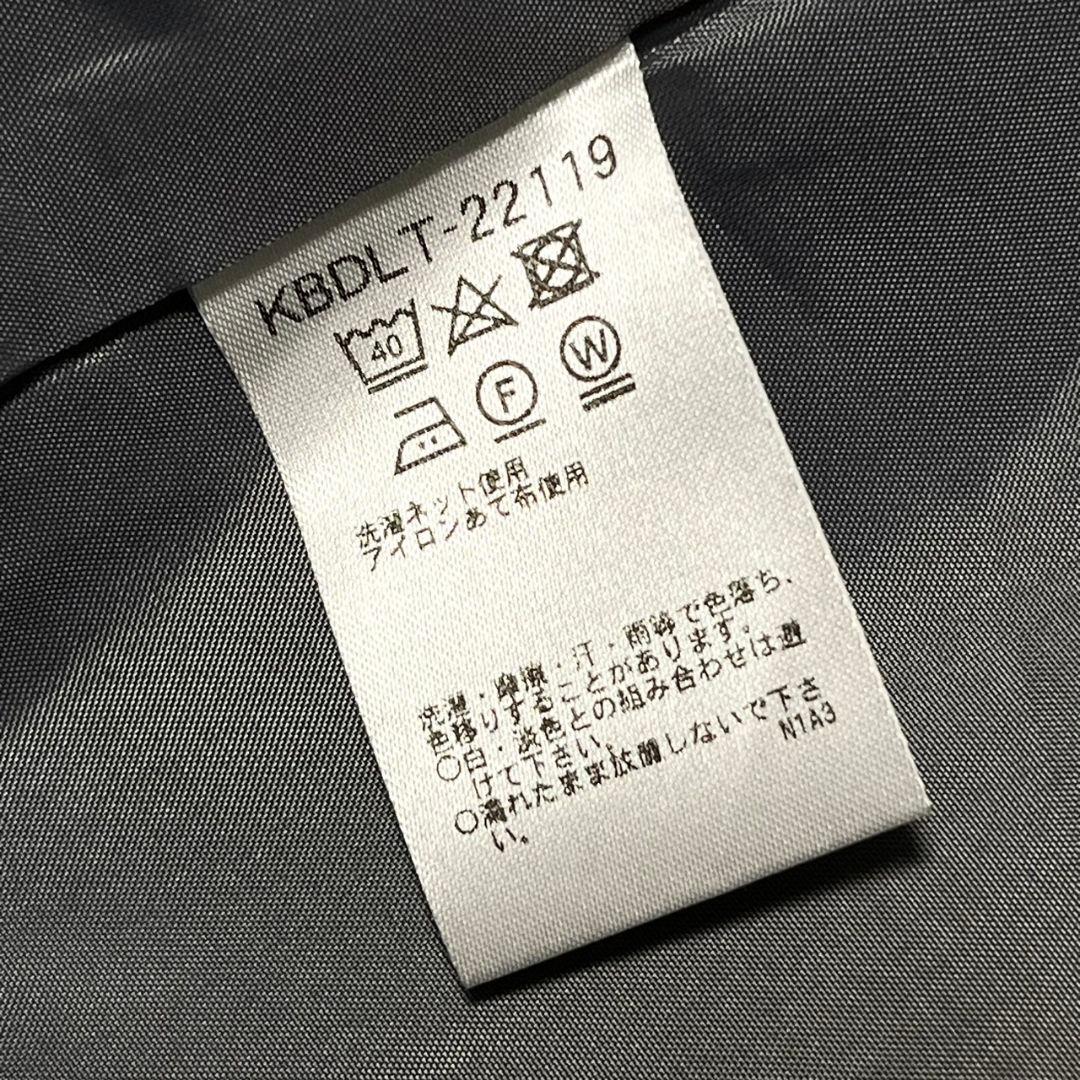 KBDLT-22119
40
F W
洗濯ネット使用
アイロンあて布使用
洗濯・摩擦・汗・雨等で色落ち、
色移りすることがあります。
○白・淡色との組み合わせは避
けて下さい。
○濡れたまま放置しないで下さ
い。
N1A3